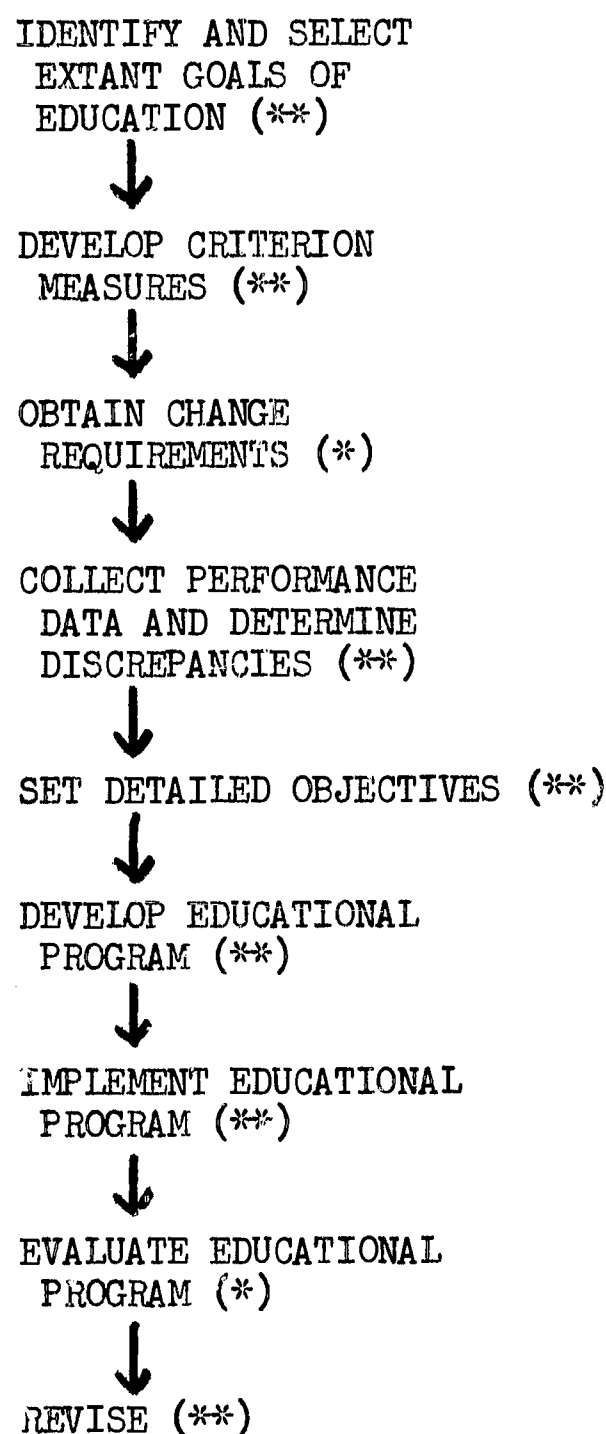 IDENTIFY AND SELECT
EXTANT GOALS OF
EDUCATION (**)
DEVELOP CRITERION
MEASURES (**)
OBTAIN CHANGE
REQUIREMENTS (*)
COLLECT PERFORMANCE
DATA AND DETERMINE
DISCREPANCIES (**)
SET DETAILED OBJECTIVES (**)
DEVELOP EDUCATIONAL
PROGRAM (**)
IMPLEMENT EDUCATIONAL
PROGRAM (**)
EVALUATE EDUCATIONAL
PROGRAM (*)
REVISE (**)